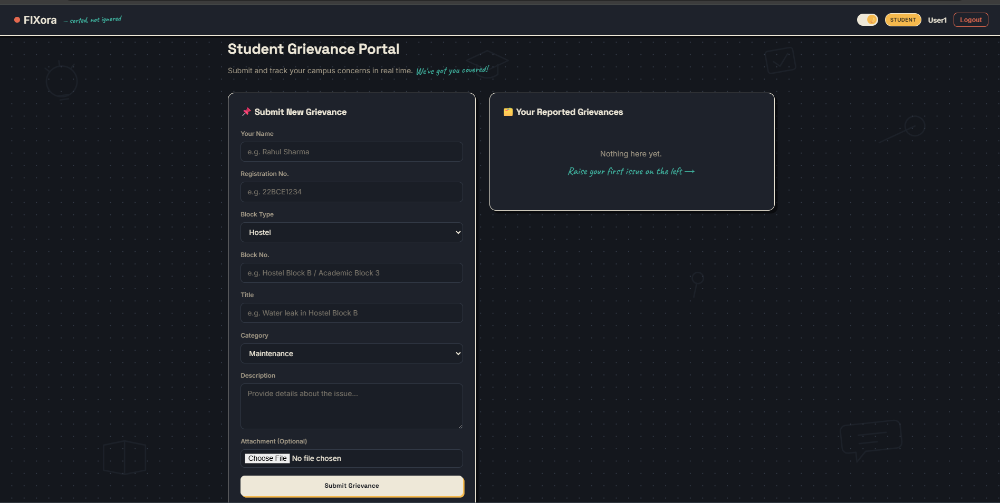 FIXora — sorted, not ignored
STUDENT User1 Logout
Student Grievance Portal
Submit and track your campus concerns in real time. We've got you covered!
📌 Submit New Grievance
Your Name
e.g. Rahul Sharma
Registration No.
e.g. 22BCE1234
Block Type
Hostel
Block No.
e.g. Hostel Block B / Academic Block 3
Title
e.g. Water leak in Hostel Block B
Category
Maintenance
Description
Provide details about the issue...
Attachment (Optional)
Choose File No file chosen
Submit Grievance
🗂️ Your Reported Grievances
Nothing here yet.
Raise your first issue on the left →